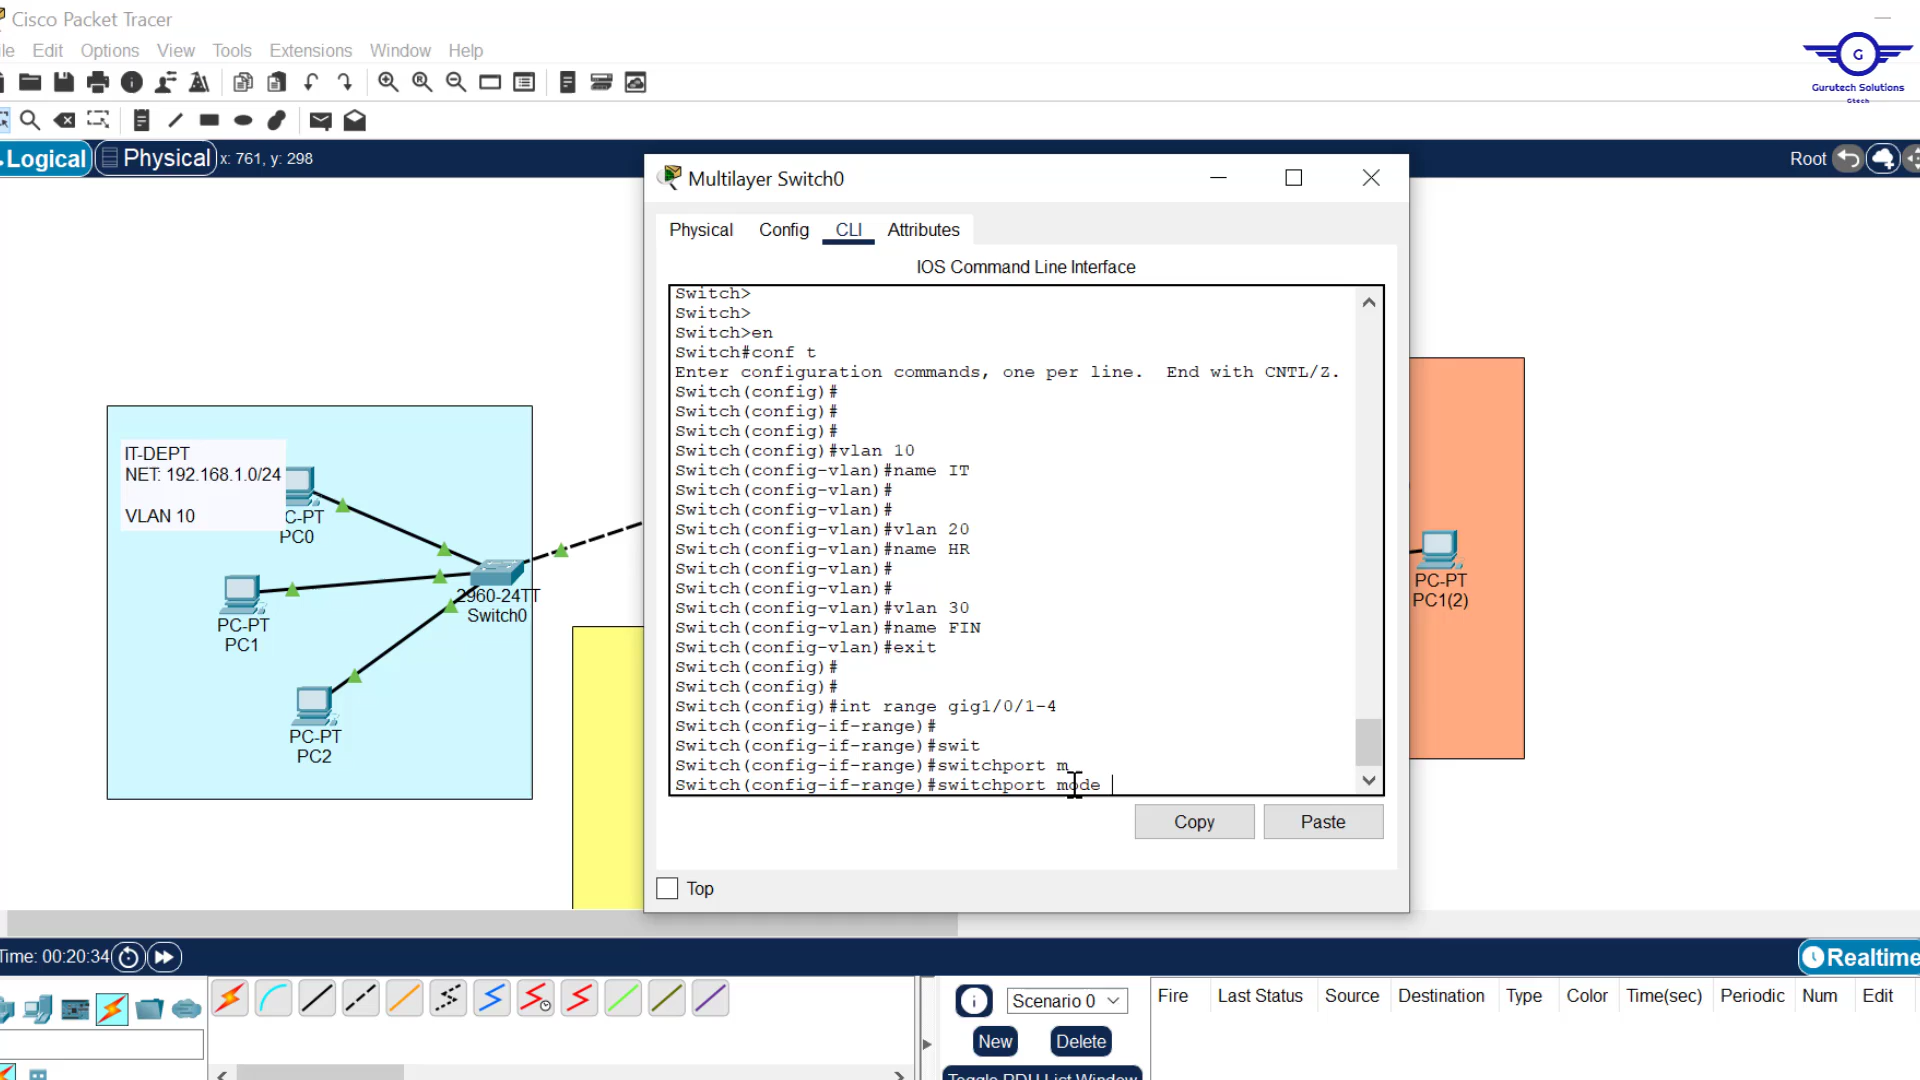 Cisco Packet Tracer
Edit Options View Tools Extensions Window Help
G
Gurutech Solutions
Gtech
Logical Physical x: 761, y: 298
Root
Multilayer Switch0
Physical Config CLI Attributes
IOS Command Line Interface
Switch>
Switch>
Switch>en
Switch#conf t
Enter configuration commands, one per line.  End with CNTL/Z.
Switch(config)#
Switch(config)#
Switch(config)#
Switch(config)#vlan 10
Switch(config-vlan)#name IT
Switch(config-vlan)#
Switch(config-vlan)#
Switch(config-vlan)#vlan 20
Switch(config-vlan)#name HR
Switch(config-vlan)#
Switch(config-vlan)#
Switch(config-vlan)#vlan 30
Switch(config-vlan)#name FIN
Switch(config-vlan)#exit
Switch(config)#
Switch(config)#
Switch(config)#int range gig1/0/1-4
Switch(config-if-range)#
Switch(config-if-range)#swit
Switch(config-if-range)#switchport m
Switch(config-if-range)#switchport mode
Copy Paste
Top
IT-DEPT
NET: 192.168.1.0/24
VLAN 10
C-PT
PC0
PC-PT
PC1
2960-24TT
Switch0
PC-PT
PC2
PC-PT
PC1(2)
Time: 00:20:34
Realtime
Scenario 0
New Delete
Toggle PDU List Window
Fire Last Status Source Destination Type Color Time(sec) Periodic Num Edit